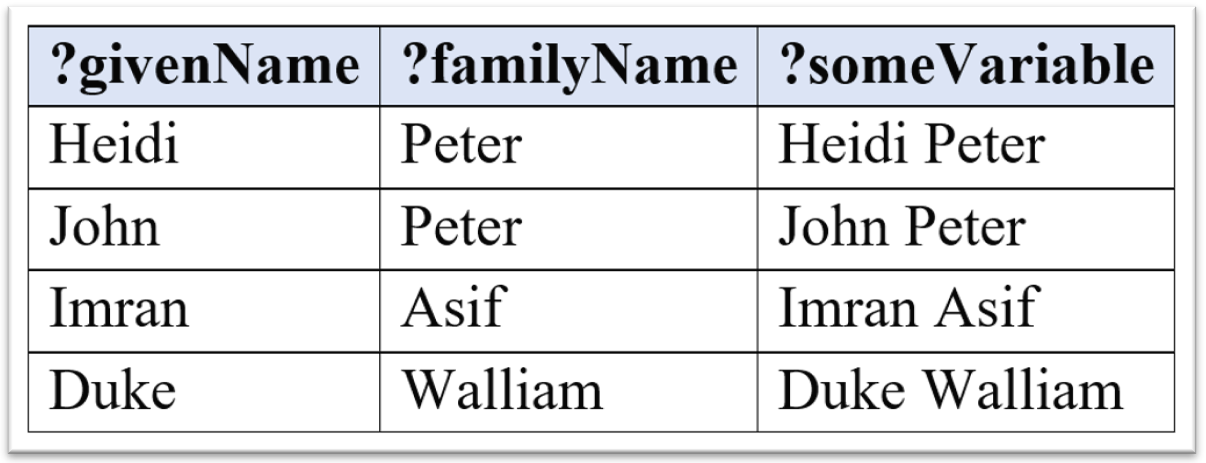 ?givenName ?familyName ?someVariable
Heidi Peter Heidi Peter
John Peter John Peter
Imran Asif Imran Asif
Duke Walliam Duke Walliam